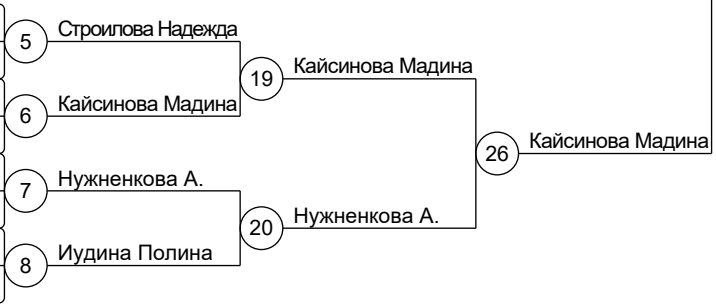 5 Строилова Надежда
19 Кайсинова Мадина
6 Кайсинова Мадина
26 Кайсинова Мадина
7 Нужненкова А.
20 Нужненкова А.
8 Иудина Полина